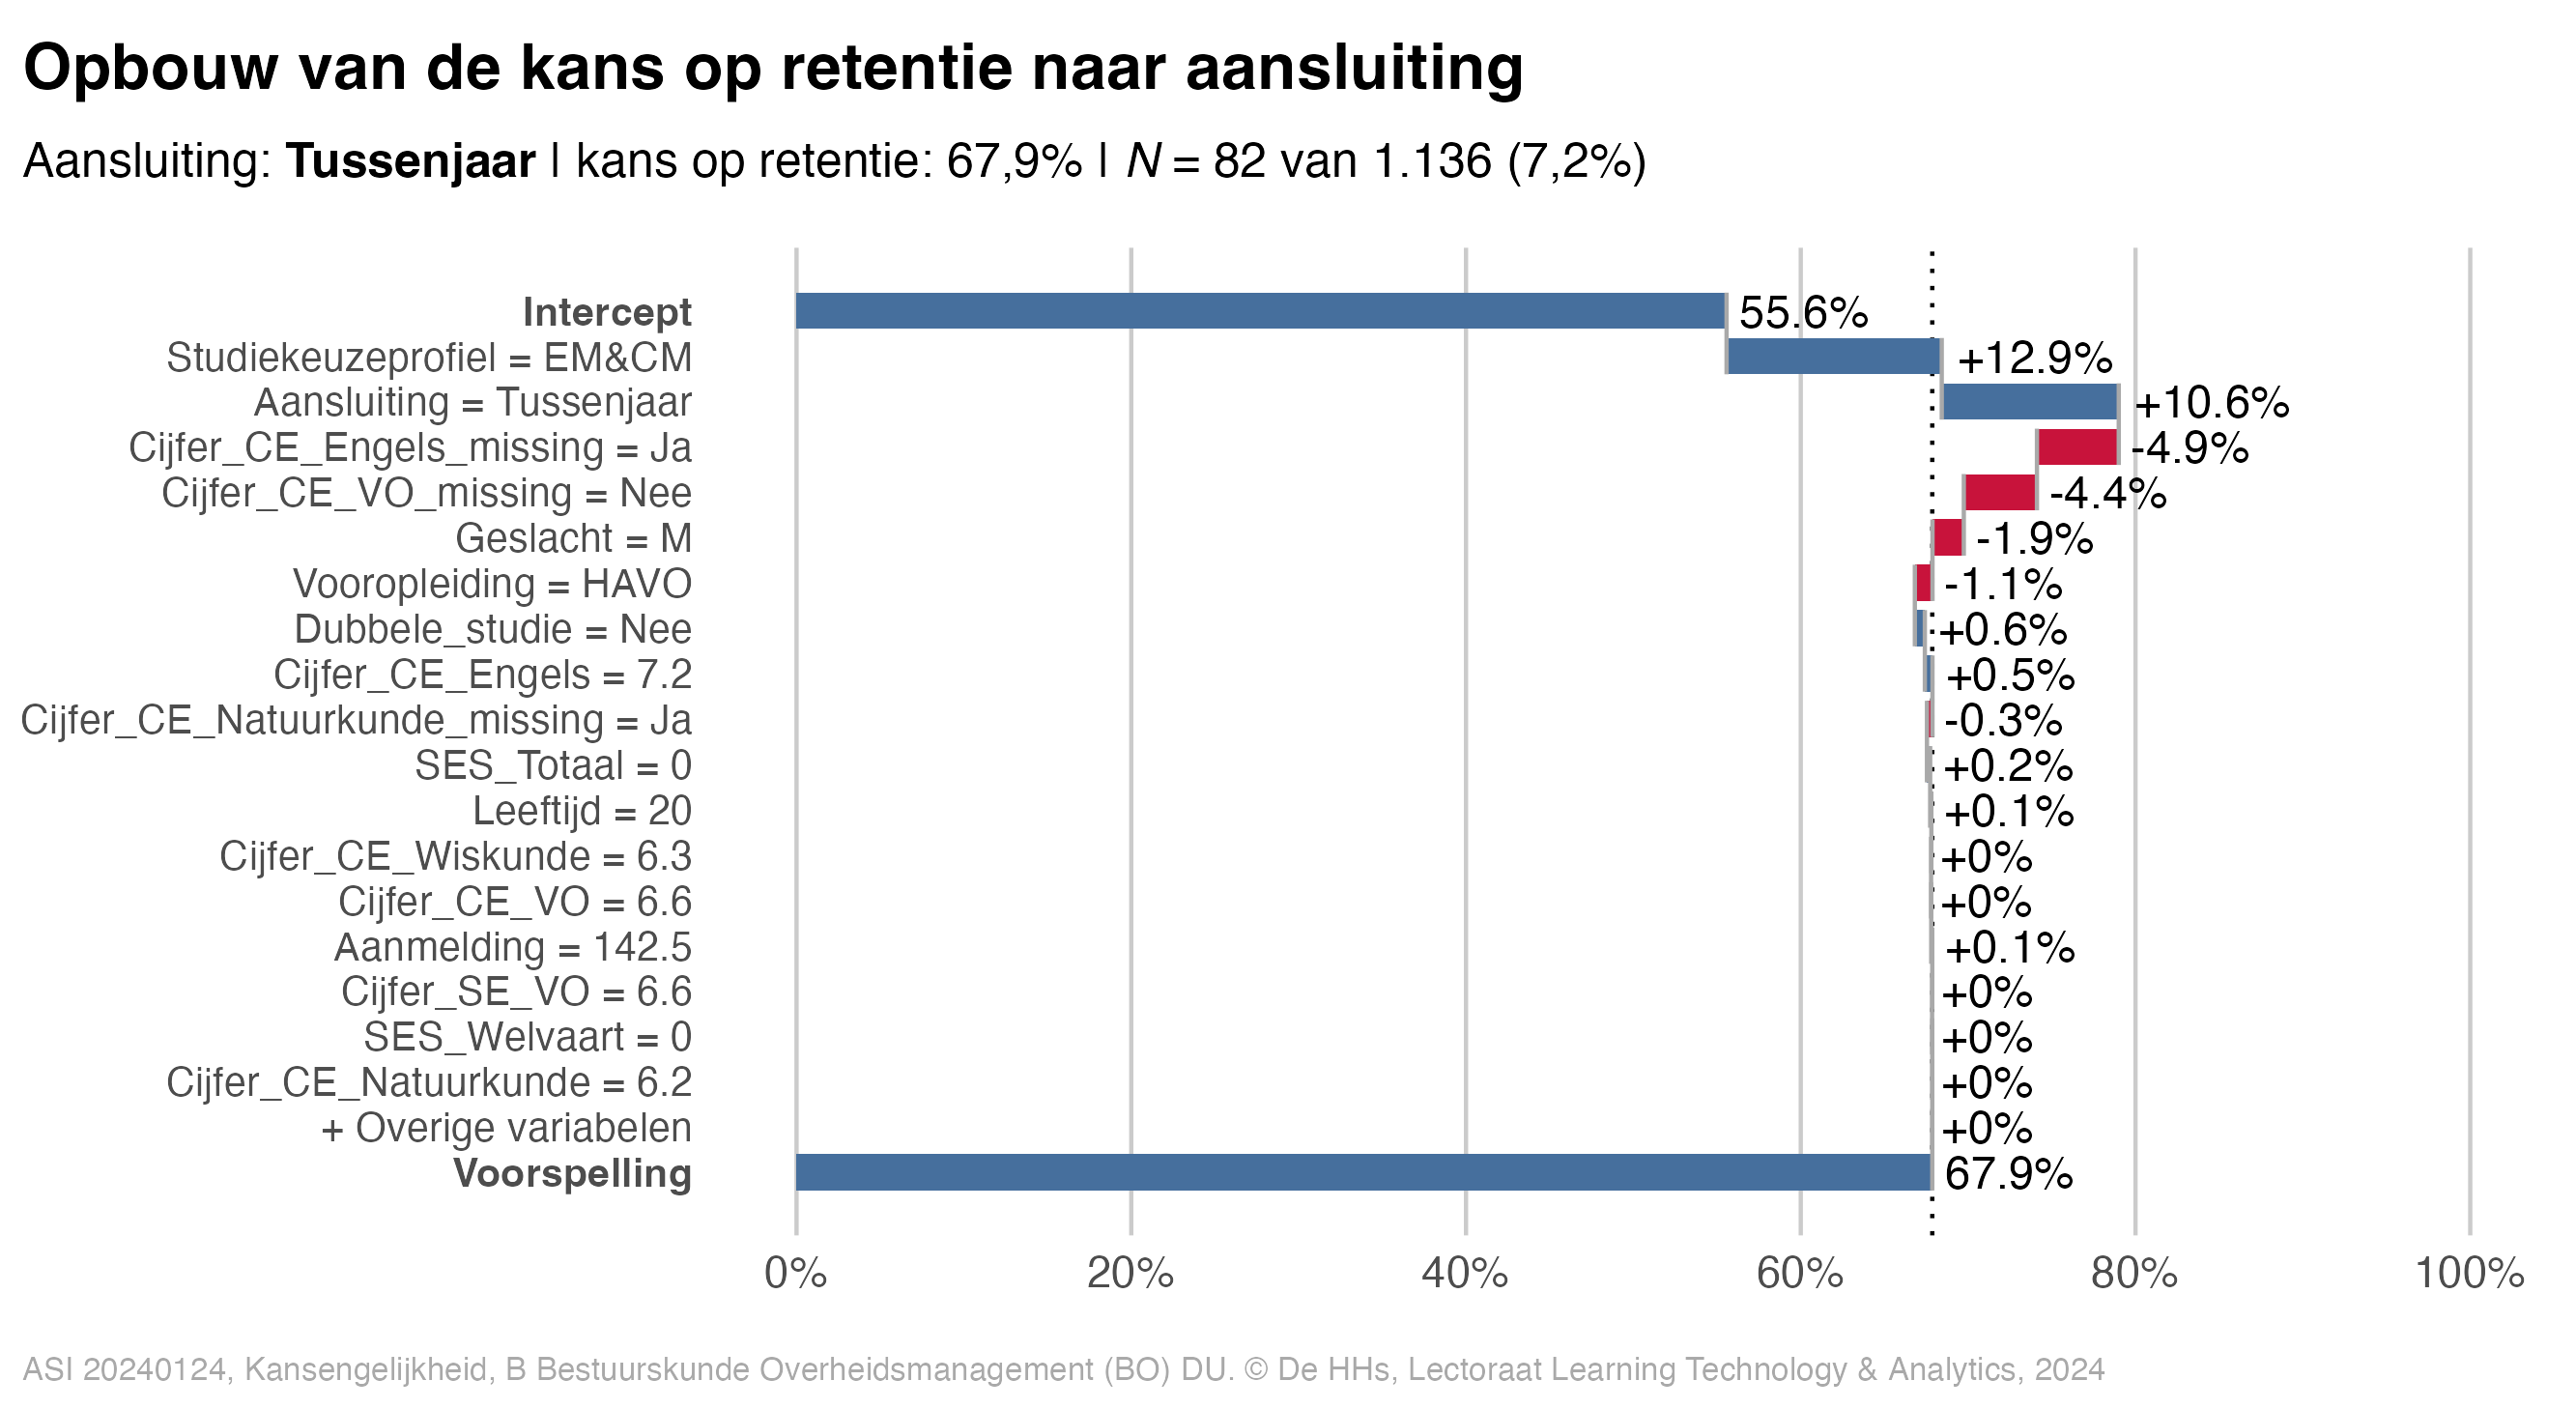 Opbouw van de kans op retentie naar aansluiting
Aansluiting: Tussenjaar | kans op retentie: 67,9% | N = 82 van 1.136 (7,2%)
Intercept 55.6%
Studiekeuzeprofiel = EM&CM +12.9%
Aansluiting = Tussenjaar +10.6%
Cijfer_CE_Engels_missing = Ja -4.9%
Cijfer_CE_VO_missing = Nee -4.4%
Geslacht = M -1.9%
Vooropleiding = HAVO -1.1%
Dubbele_studie = Nee +0.6%
Cijfer_CE_Engels = 7.2 +0.5%
Cijfer_CE_Natuurkunde_missing = Ja -0.3%
SES_Totaal = 0 +0.2%
Leeftijd = 20 +0.1%
Cijfer_CE_Wiskunde = 6.3 +0%
Cijfer_CE_VO = 6.6 +0%
Aanmelding = 142.5 +0.1%
Cijfer_SE_VO = 6.6 +0%
SES_Welvaart = 0 +0%
Cijfer_CE_Natuurkunde = 6.2 +0%
+ Overige variabelen +0%
Voorspelling 67.9%
0% 20% 40% 60% 80% 100%
ASI 20240124, Kansengelijkheid, B Bestuurskunde Overheidsmanagement (BO) DU. © De HHs, Lectoraat Learning Technology & Analytics, 2024